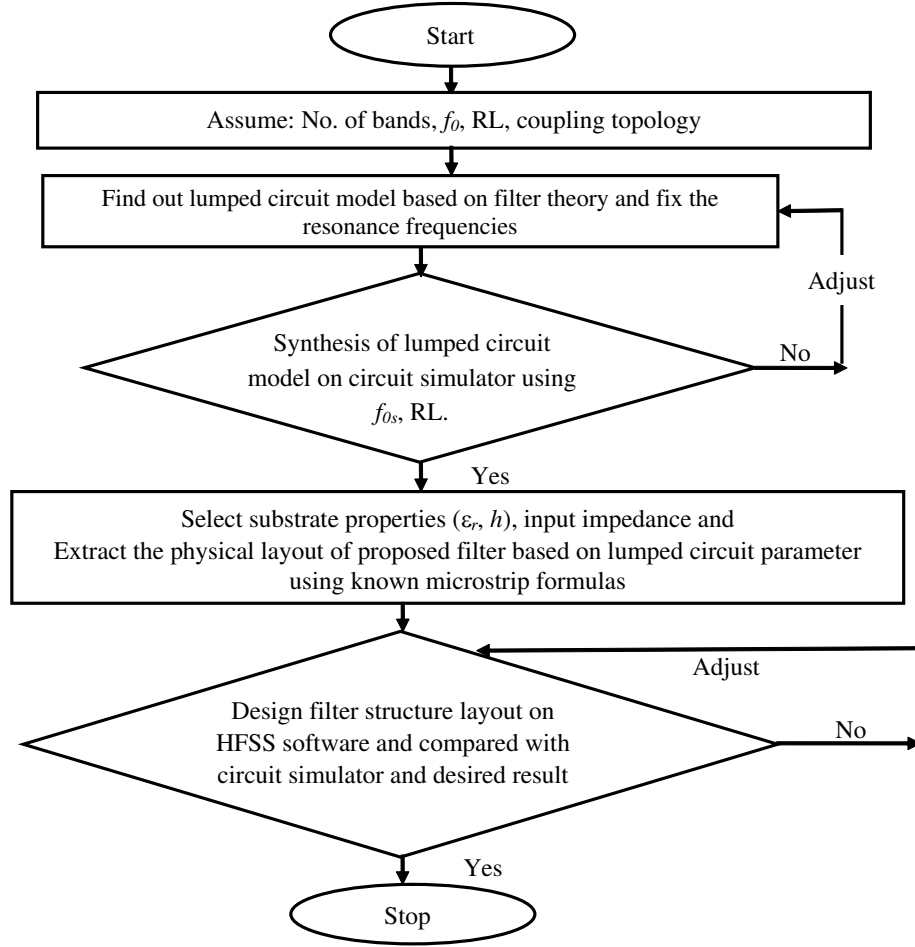 Start
Assume: No. of bands, f0, RL, coupling topology
Find out lumped circuit model based on filter theory and fix the
resonance frequencies
Adjust
Synthesis of lumped circuit
model on circuit simulator using
f0s, RL.
No
Yes
Select substrate properties (εr, h), input impedance and
Extract the physical layout of proposed filter based on lumped circuit parameter
using known microstrip formulas
Adjust
Design filter structure layout on
HFSS software and compared with
circuit simulator and desired result
No
Yes
Stop